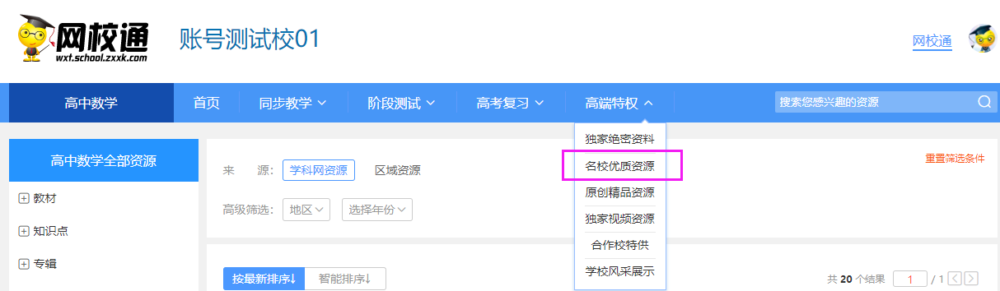 网校通
wxt.school.zxxk.com
账号测试校01
网校通
高中数学 首页 同步教学 阶段测试 高考复习 高端特权 搜索您感兴趣的资源
独家绝密资料
名校优质资源
原创精品资源
独家视频资源
合作校特供
学校风采展示
高中数学全部资源
教材
知识点
专辑
重置筛选条件
来 源: 学科网资源 区域资源
高级筛选: 地区 选择年份
按最新排序↓ 智能排序↓
共 20 个结果 1 / 1